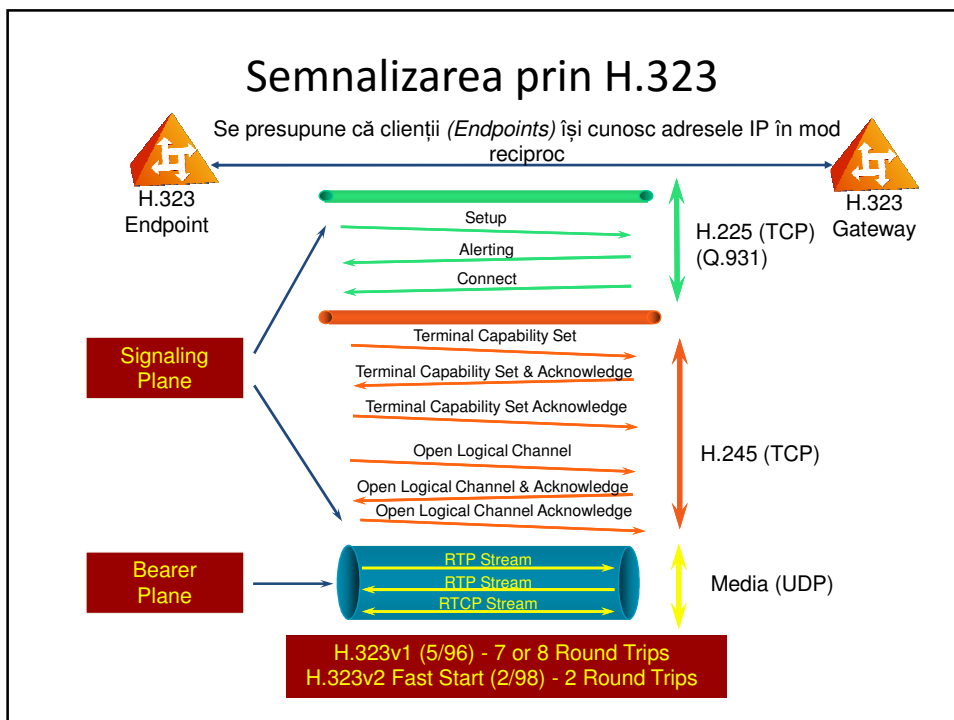 Semnalizarea prin H.323
Se presupune că clienții (Endpoints) își cunosc adresele IP în mod
reciproc
H.323
Endpoint
H.323
Gateway
Setup
Alerting
Connect
H.225 (TCP)
(Q.931)
Signaling
Plane
Terminal Capability Set
Terminal Capability Set & Acknowledge
Terminal Capability Set Acknowledge
Open Logical Channel
Open Logical Channel & Acknowledge
Open Logical Channel Acknowledge
H.245 (TCP)
Bearer
Plane
RTP Stream
RTP Stream
RTCP Stream
Media (UDP)
H.323v1 (5/96) - 7 or 8 Round Trips
H.323v2 Fast Start (2/98) - 2 Round Trips